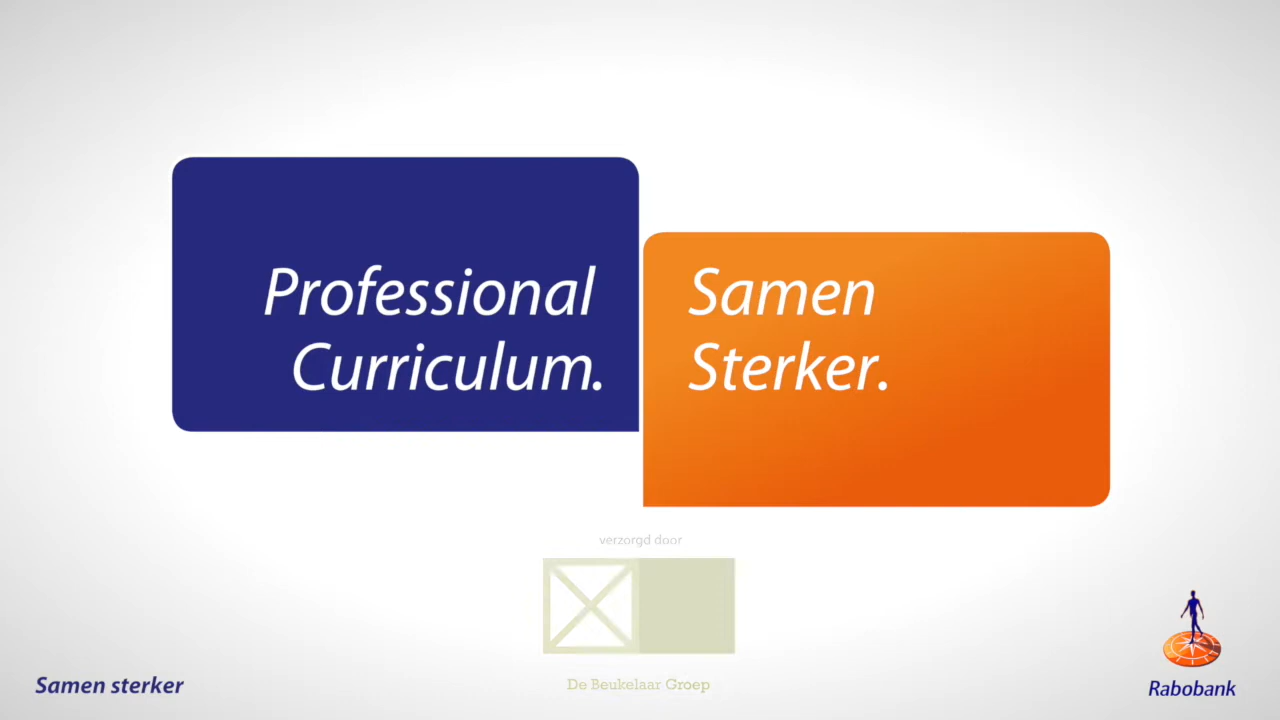 Professional
Curriculum.
Samen
Sterker.
verzorgd door
De Beukelaar Groep
Samen sterker
Rabobank